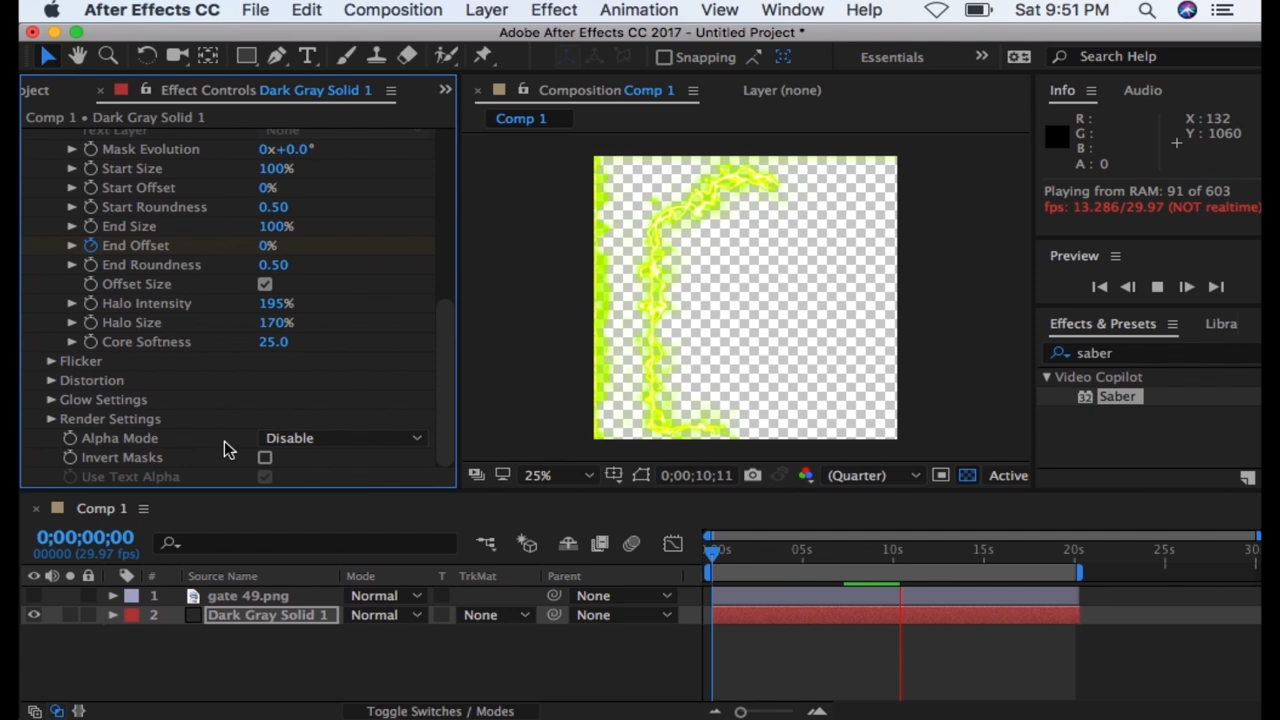 After Effects CC File Edit Composition Layer Effect Animation View Window Help Sat 9:51 PM
Adobe After Effects CC 2017 - Untitled Project *
Snapping Essentials Search Help
oject Effect Controls Dark Gray Solid 1
Comp 1 • Dark Gray Solid 1
Text Layer None
Mask Evolution 0x+0.0°
Start Size 100%
Start Offset 0%
Start Roundness 0.50
End Size 100%
End Offset 0%
End Roundness 0.50
Offset Size
Halo Intensity 195%
Halo Size 170%
Core Softness 25.0
Flicker
Distortion
Glow Settings
Render Settings
Alpha Mode Disable
Invert Masks
Use Text Alpha
Composition Comp 1 Layer (none)
Comp 1
25% 0;00;10;11 (Quarter) Active
Info Audio
R : X : 132
G : Y : 1060
B :
A : 0
Playing from RAM: 91 of 603
fps: 13.286/29.97 (NOT realtime)
Preview
Effects & Presets Libra
saber
Video Copilot
32 Saber
Comp 1
0;00;00;00
00000 (29.97 fps)
:00s 05s 10s 15s 20s 25s 30s
# Source Name Mode T TrkMat Parent
1 gate 49.png Normal None
2 Dark Gray Solid 1 Normal None None
Toggle Switches / Modes